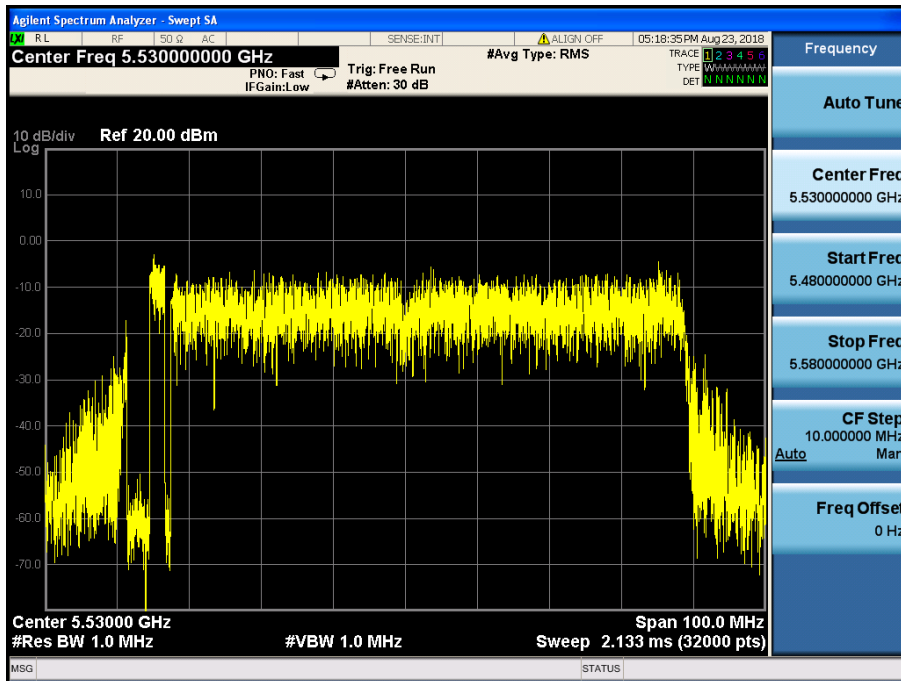 Agilent Spectrum Analyzer - Swept SA
LXI RL RF 50 Ω AC SENSE:INT ALIGN OFF 05:18:35 PM Aug 23, 2018
Center Freq 5.530000000 GHz
PNO: Fast
IFGain:Low
Trig: Free Run
#Atten: 30 dB
#Avg Type: RMS
TRACE 1 2 3 4 5 6
TYPE WWWWWW
DET N N N N N N
10 dB/div Ref 20.00 dBm
Log
10.0
0.00
-10.0
-20.0
-30.0
-40.0
-50.0
-60.0
-70.0
Center 5.53000 GHz Span 100.0 MHz
#Res BW 1.0 MHz #VBW 1.0 MHz Sweep 2.133 ms (32000 pts)
MSG STATUS
Frequency
Auto Tune
Center Freq
5.530000000 GHz
Start Freq
5.480000000 GHz
Stop Freq
5.580000000 GHz
CF Step
10.000000 MHz
Auto Man
Freq Offset
0 Hz